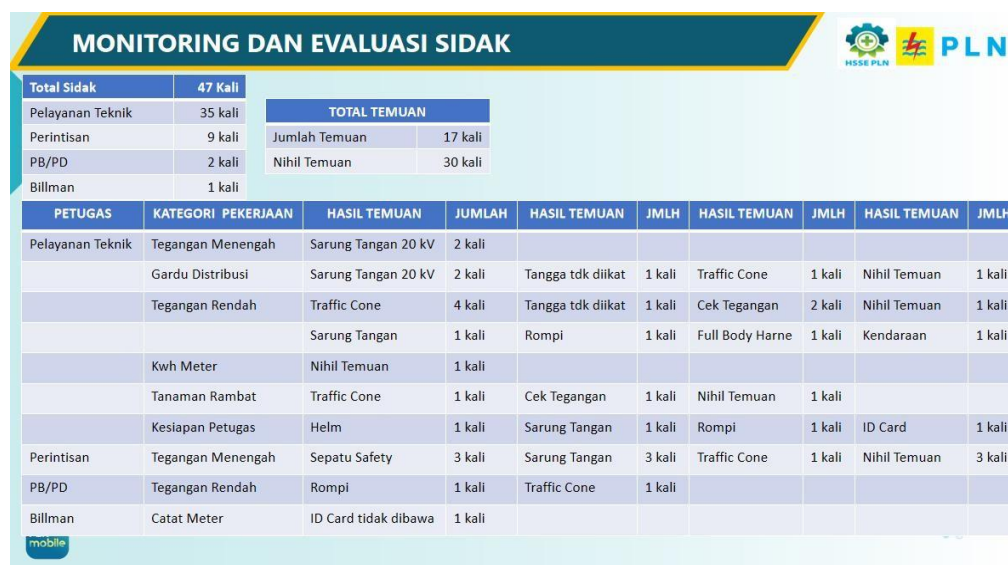 MONITORING DAN EVALUASI SIDAK
HSSE PLN
PLN
Total Sidak 47 Kali
Pelayanan Teknik 35 kali
Perintisan 9 kali
PB/PD 2 kali
Billman 1 kali
TOTAL TEMUAN
Jumlah Temuan 17 kali
Nihil Temuan 30 kali
PETUGAS KATEGORI PEKERJAAN HASIL TEMUAN JUMLAH HASIL TEMUAN JMLH HASIL TEMUAN JMLH HASIL TEMUAN JMLH
Pelayanan Teknik Tegangan Menengah Sarung Tangan 20 kV 2 kali
Gardu Distribusi Sarung Tangan 20 kV 2 kali Tangga tdk diikat 1 kali Traffic Cone 1 kali Nihil Temuan 1 kali
Tegangan Rendah Traffic Cone 4 kali Tangga tdk diikat 1 kali Cek Tegangan 2 kali Nihil Temuan 1 kali
Sarung Tangan 1 kali Rompi 1 kali Full Body Harne 1 kali Kendaraan 1 kali
Kwh Meter Nihil Temuan 1 kali
Tanaman Rambat Traffic Cone 1 kali Cek Tegangan 1 kali Nihil Temuan 1 kali
Kesiapan Petugas Helm 1 kali Sarung Tangan 1 kali Rompi 1 kali ID Card 1 kali
Perintisan Tegangan Menengah Sepatu Safety 3 kali Sarung Tangan 3 kali Traffic Cone 1 kali Nihil Temuan 3 kali
PB/PD Tegangan Rendah Rompi 1 kali Traffic Cone 1 kali
Billman Catat Meter ID Card tidak dibawa 1 kali
mobile